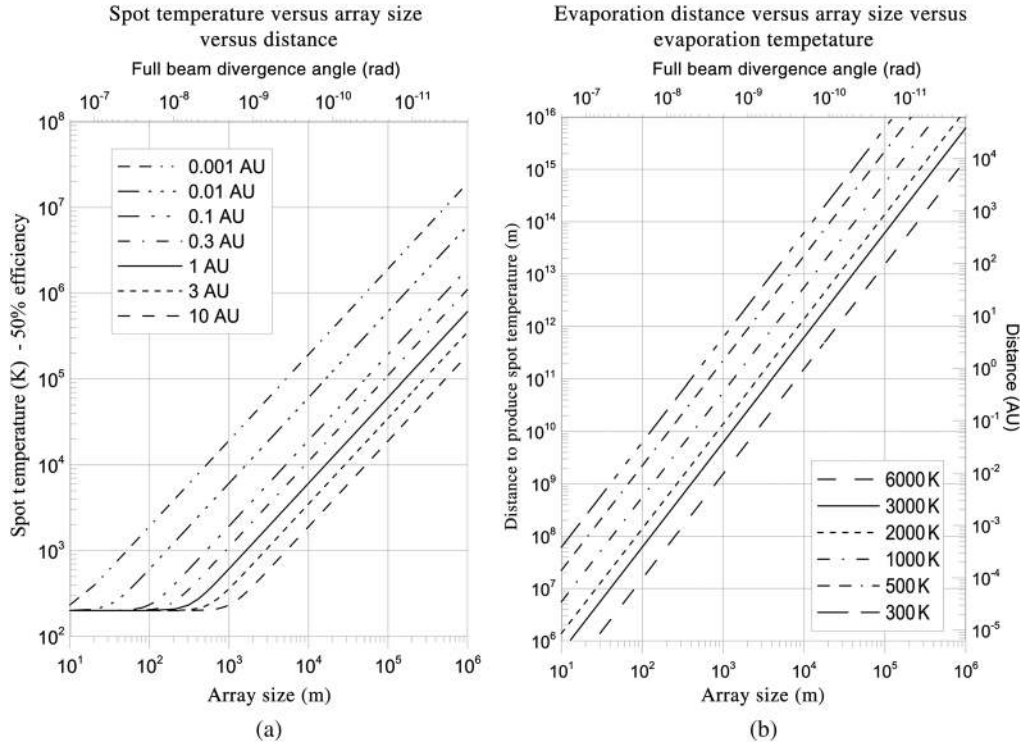 Spot temperature versus array size
versus distance
Full beam divergence angle (rad)
10^-7 10^-8 10^-9 10^-10 10^-11
10^8
10^7
10^6
10^5
10^4
10^3
10^2
Spot temperature (K) - 50% efficiency
0.001 AU
0.01 AU
0.1 AU
0.3 AU
1 AU
3 AU
10 AU
10^1 10^2 10^3 10^4 10^5 10^6
Array size (m)
(a)
Evaporation distance versus array size versus
evaporation tempetature
Full beam divergence angle (rad)
10^-7 10^-8 10^-9 10^-10 10^-11
10^16
10^15
10^14
10^13
10^12
10^11
10^10
10^9
10^8
10^7
10^6
Distance to produce spot temperature (m)
10^4
10^3
10^2
10^1
10^0
10^-1
10^-2
10^-3
10^-4
10^-5
Distance (AU)
6000 K
3000 K
2000 K
1000 K
500 K
300 K
10^1 10^2 10^3 10^4 10^5 10^6
Array size (m)
(b)